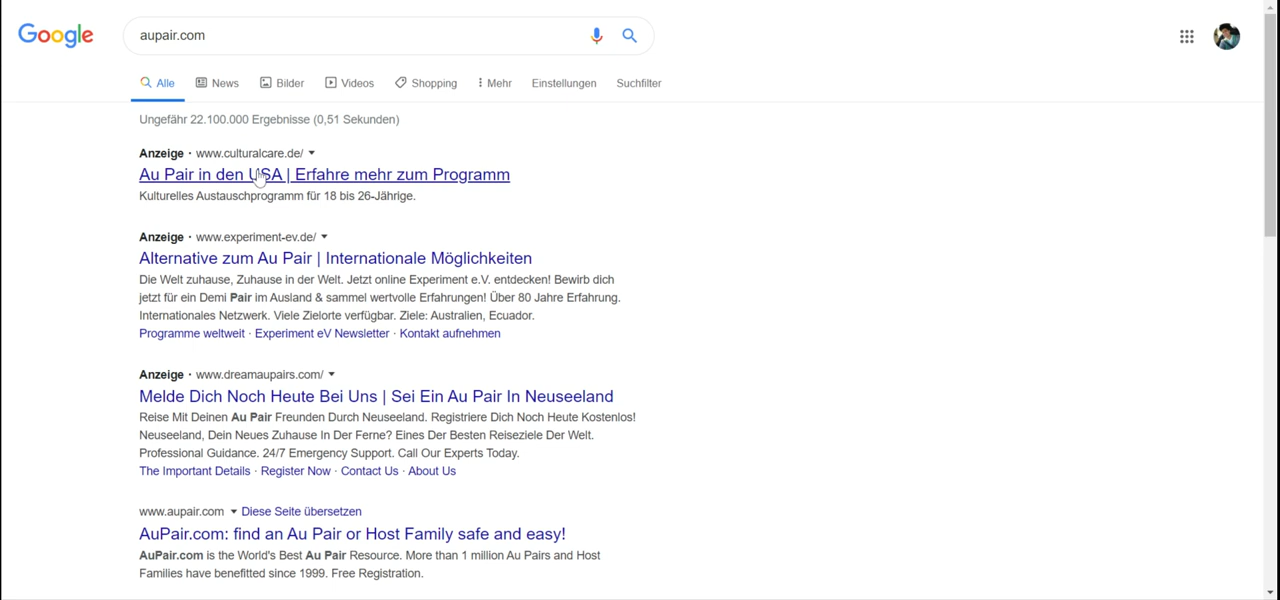 Google
aupair.com
Alle News Bilder Videos Shopping Mehr Einstellungen Suchfilter
Ungefähr 22.100.000 Ergebnisse (0,51 Sekunden)
Anzeige · www.culturalcare.de/
Au Pair in den USA | Erfahre mehr zum Programm
Kulturelles Austauschprogramm für 18 bis 26-Jährige.
Anzeige · www.experiment-ev.de/
Alternative zum Au Pair | Internationale Möglichkeiten
Die Welt zuhause, Zuhause in der Welt. Jetzt online Experiment e.V. entdecken! Bewirb dich
jetzt für ein Demi Pair im Ausland & sammel wertvolle Erfahrungen! Über 80 Jahre Erfahrung.
Internationales Netzwerk. Viele Zielorte verfügbar. Ziele: Australien, Ecuador.
Programme weltweit · Experiment eV Newsletter · Kontakt aufnehmen
Anzeige · www.dreamaupairs.com/
Melde Dich Noch Heute Bei Uns | Sei Ein Au Pair In Neuseeland
Reise Mit Deinen Au Pair Freunden Durch Neuseeland. Registriere Dich Noch Heute Kostenlos!
Neuseeland, Dein Neues Zuhause In Der Ferne? Eines Der Besten Reiseziele Der Welt.
Professional Guidance. 24/7 Emergency Support. Call Our Experts Today.
The Important Details · Register Now · Contact Us · About Us
www.aupair.com Diese Seite übersetzen
AuPair.com: find an Au Pair or Host Family safe and easy!
AuPair.com is the World's Best Au Pair Resource. More than 1 million Au Pairs and Host
Families have benefitted since 1999. Free Registration.